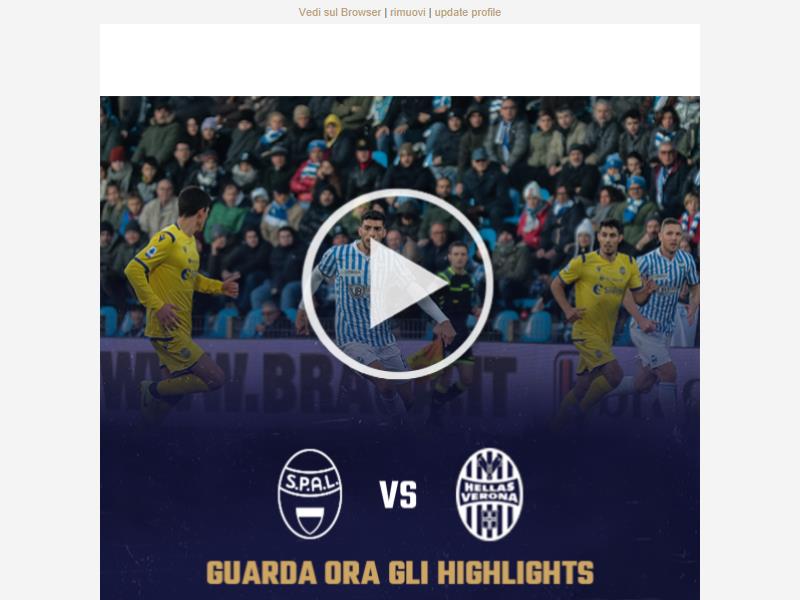 Vedi sul Browser | rimuovi | update profile
S.P.A.L.
VS
HELLAS
VERONA
GUARDA ORA GLI HIGHLIGHTS